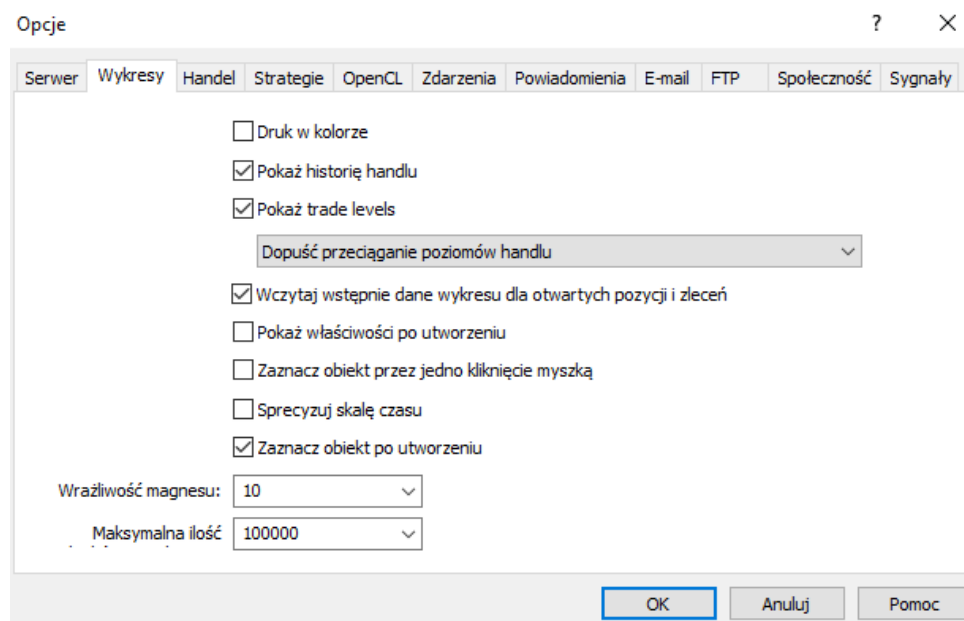 Opcje
Serwer Wykresy Handel Strategie OpenCL Zdarzenia Powiadomienia E-mail FTP Społeczność Sygnały
Druk w kolorze
Pokaż historię handlu
Pokaż trade levels
Dopuść przeciąganie poziomów handlu
Wczytaj wstępnie dane wykresu dla otwartych pozycji i zleceń
Pokaż właściwości po utworzeniu
Zaznacz obiekt przez jedno kliknięcie myszką
Sprecyzuj skalę czasu
Zaznacz obiekt po utworzeniu
Wrażliwość magnesu: 10
Maksymalna ilość 100000
OK Anuluj Pomoc